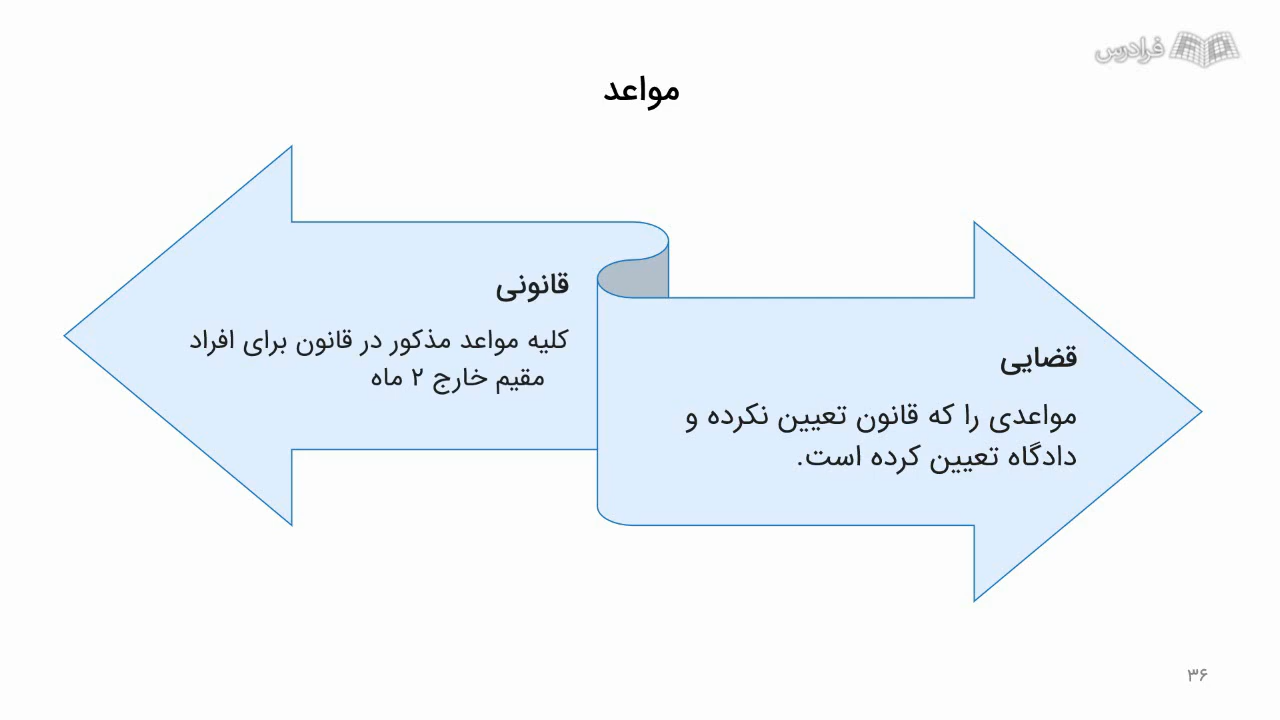 فرادرس
مواعد
قضایی
مواعدی را که قانون تعیین نکرده و
دادگاه تعیین کرده است.
قانونی
کلیه مواعد مذکور در قانون برای افراد
مقیم خارج ۲ ماه
۳۶